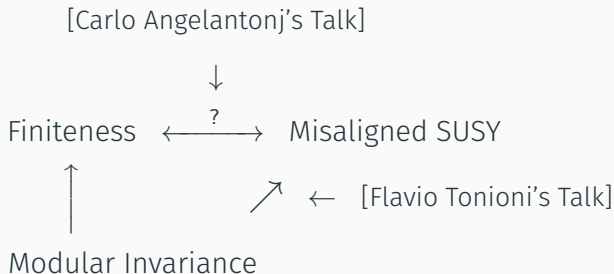 [Carlo Angelantonj’s Talk]
↓
?
Finiteness ⟷ Misaligned SUSY
↑ ↗ ← [Flavio Tonioni’s Talk]
Modular Invariance